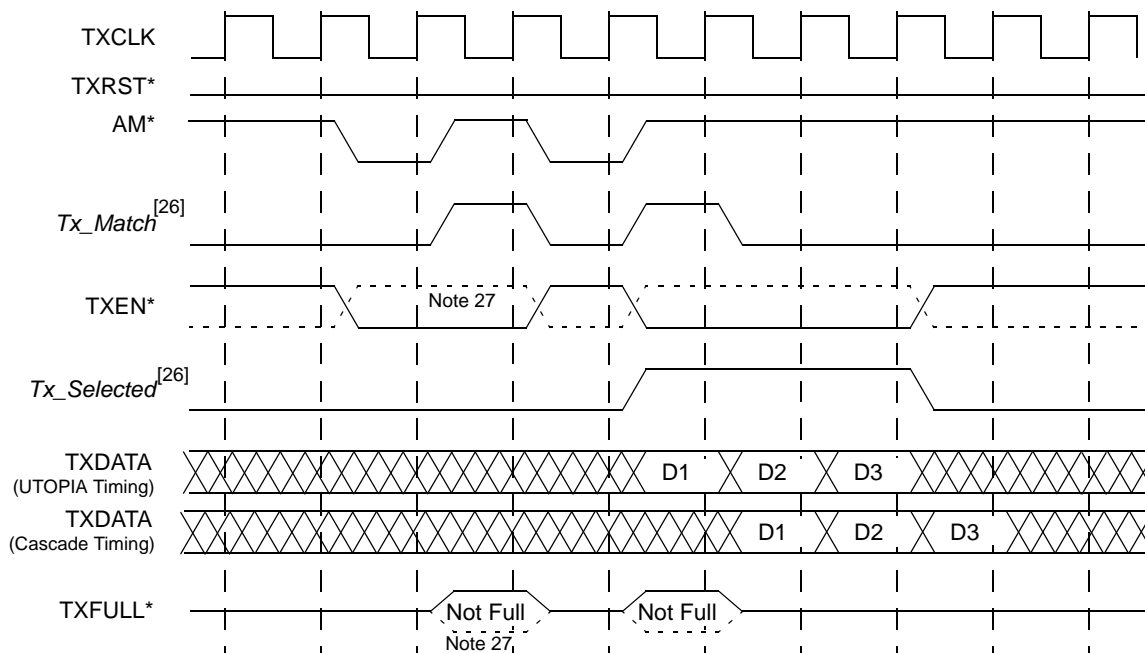 TXCLK
TXRST*
AM*
Tx_Match[26]
TXEN*
Note 27
Tx_Selected[26]
TXDATA
(UTOPIA Timing)
D1 D2 D3
TXDATA
(Cascade Timing)
D1 D2 D3
TXFULL*
Not Full Not Full
Note 27